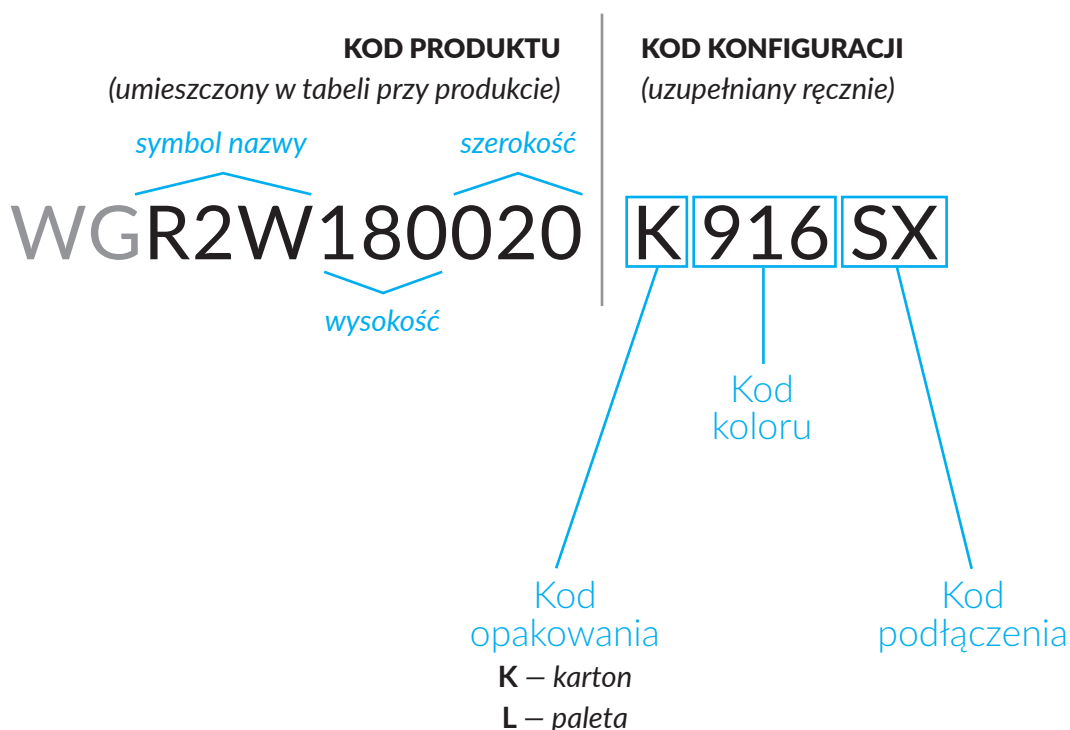 KOD PRODUKTU
(umieszczony w tabeli przy produkcie)
KOD KONFIGURACJI
(uzupełniany ręcznie)
symbol nazwy
szerokość
WGR2W180020 K 916 SX
wysokość
Kod
koloru
Kod
opakowania
K – karton
L – paleta
Kod
podłączenia